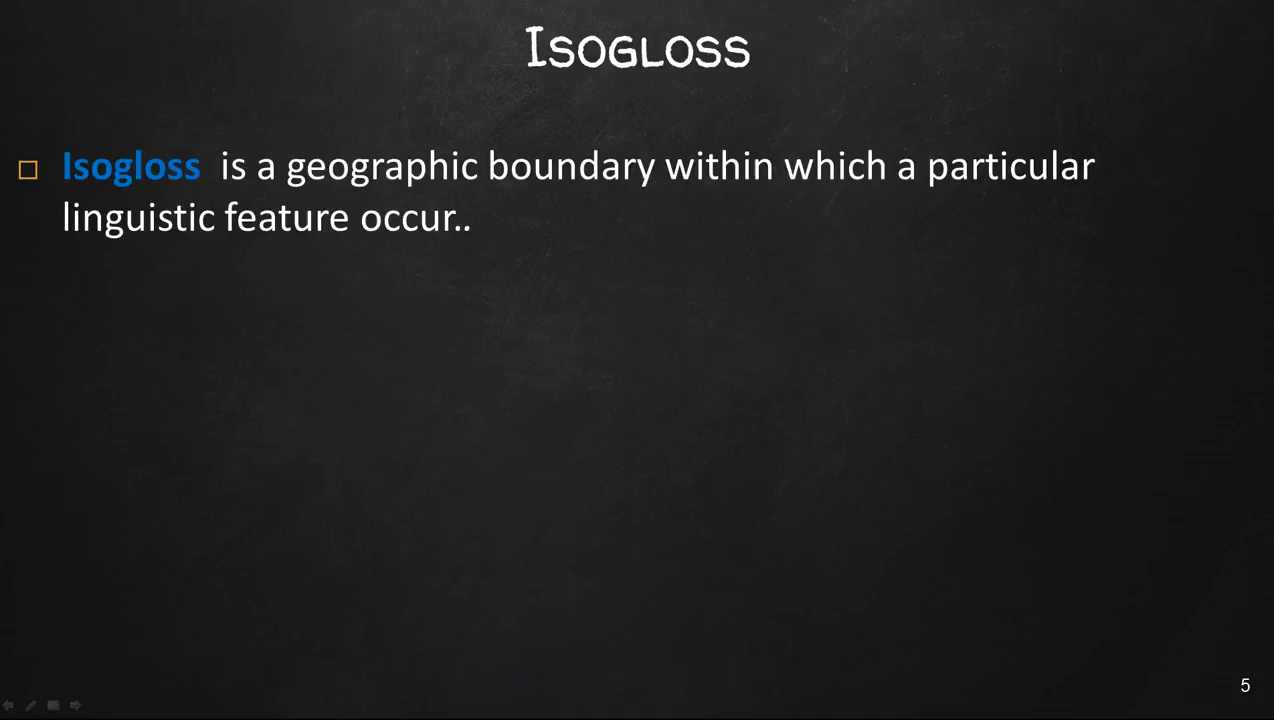 Isogloss
Isogloss is a geographic boundary within which a particular
linguistic feature occur..
5